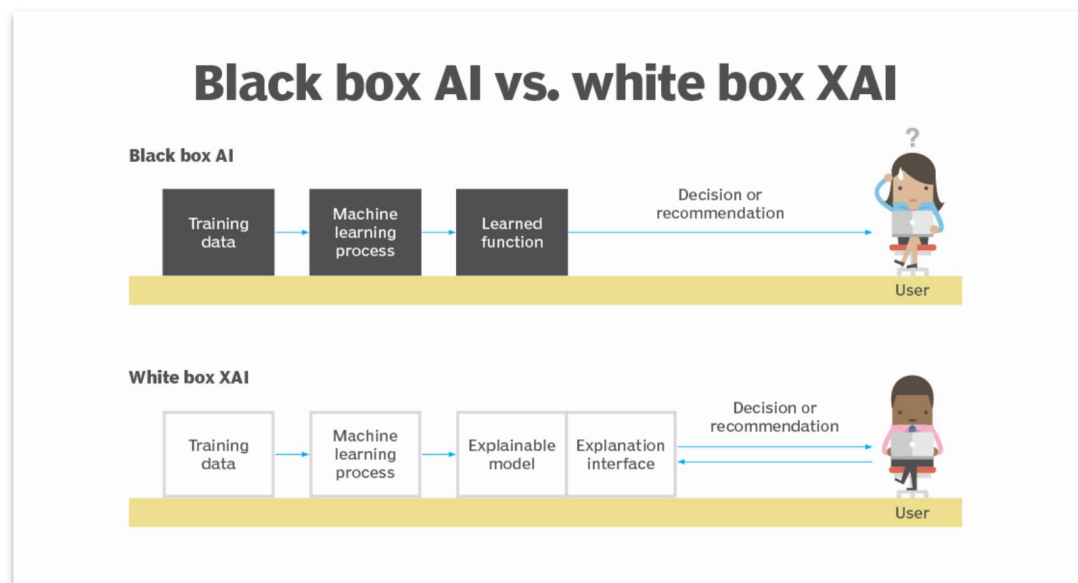 Black box AI vs. white box XAI
Black box AI
?
Training
data
Machine
learning
process
Learned
function
Decision or
recommendation
User
White box XAI
Training
data
Machine
learning
process
Explainable
model
Explanation
interface
Decision or
recommendation
User